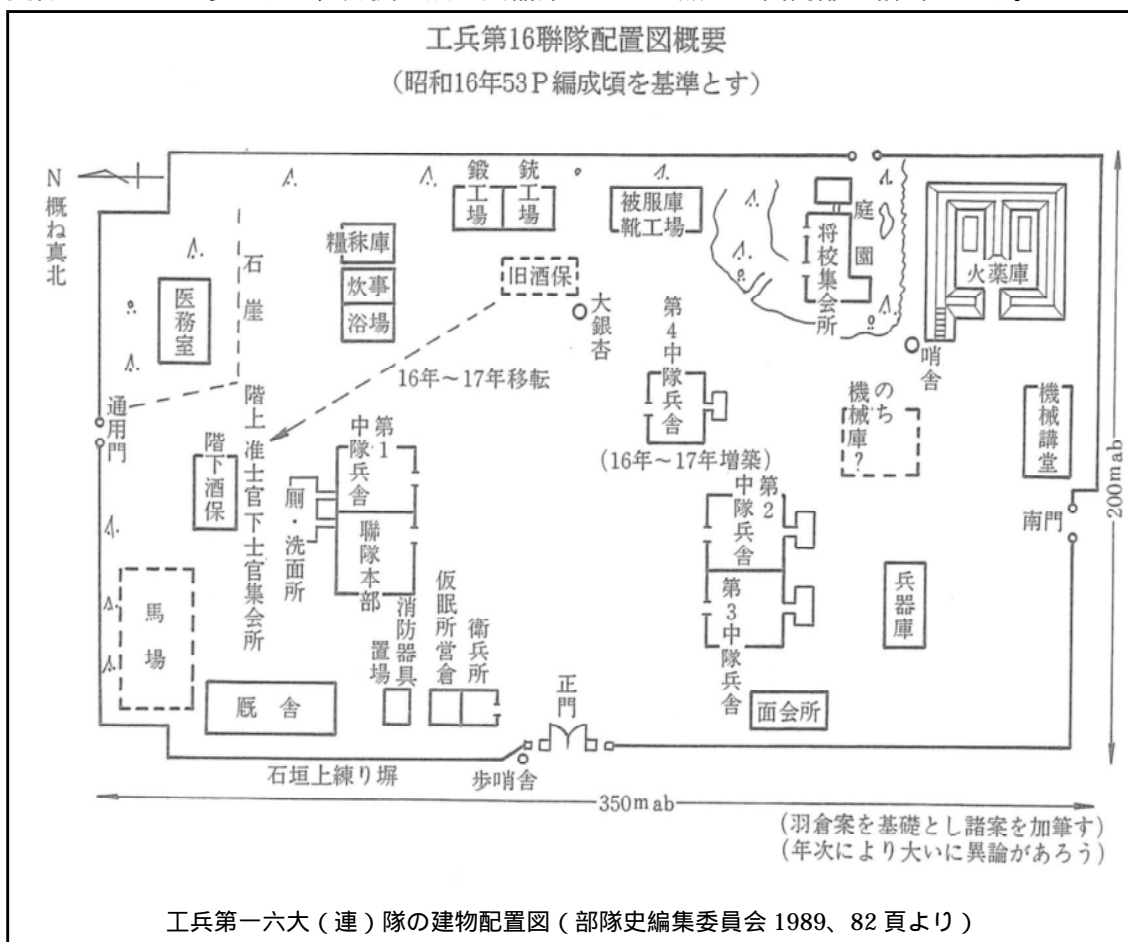 工兵第16聯隊配置図概要
(昭和16年53P編成頃を基準とす)
N 概ね真北
石崖
医務室
通用門
糧秣庫
炊事
浴場
鍛工場
銃工場
旧酒保
大銀杏
16年~17年移転
被服庫
靴工場
庭園
将校集会所
火薬庫
哨舎
第4中隊兵舎
(16年~17年増築)
のち
機械庫?
機械講堂
階上 准士官下士官集会所
階下酒保
第1
中隊兵舎
聯隊本部
厠・洗面所
第2
中隊兵舎
第3中隊兵舎
南門
兵器庫
馬場
厩舎
消防器具
置場
仮眠所営倉
衛兵所
正門
面会所
石垣上練り塀
歩哨舎
200mab
350mab
(羽倉案を基礎とし諸案を加筆す)
(年次により大いに異論があろう)
工兵第一六大(連)隊の建物配置図(部隊史編集委員会 1989、82 頁より)